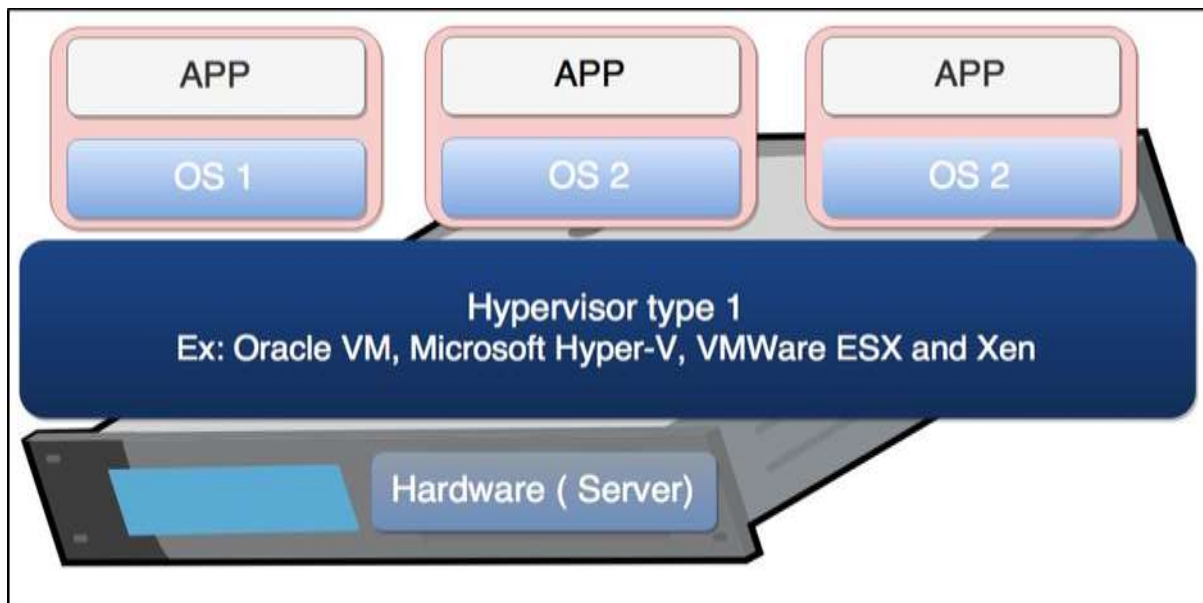 APP
APP
APP
OS 1
OS 2
OS 2
Hypervisor type 1
Ex: Oracle VM, Microsoft Hyper-V, VMWare ESX and Xen
Hardware ( Server)